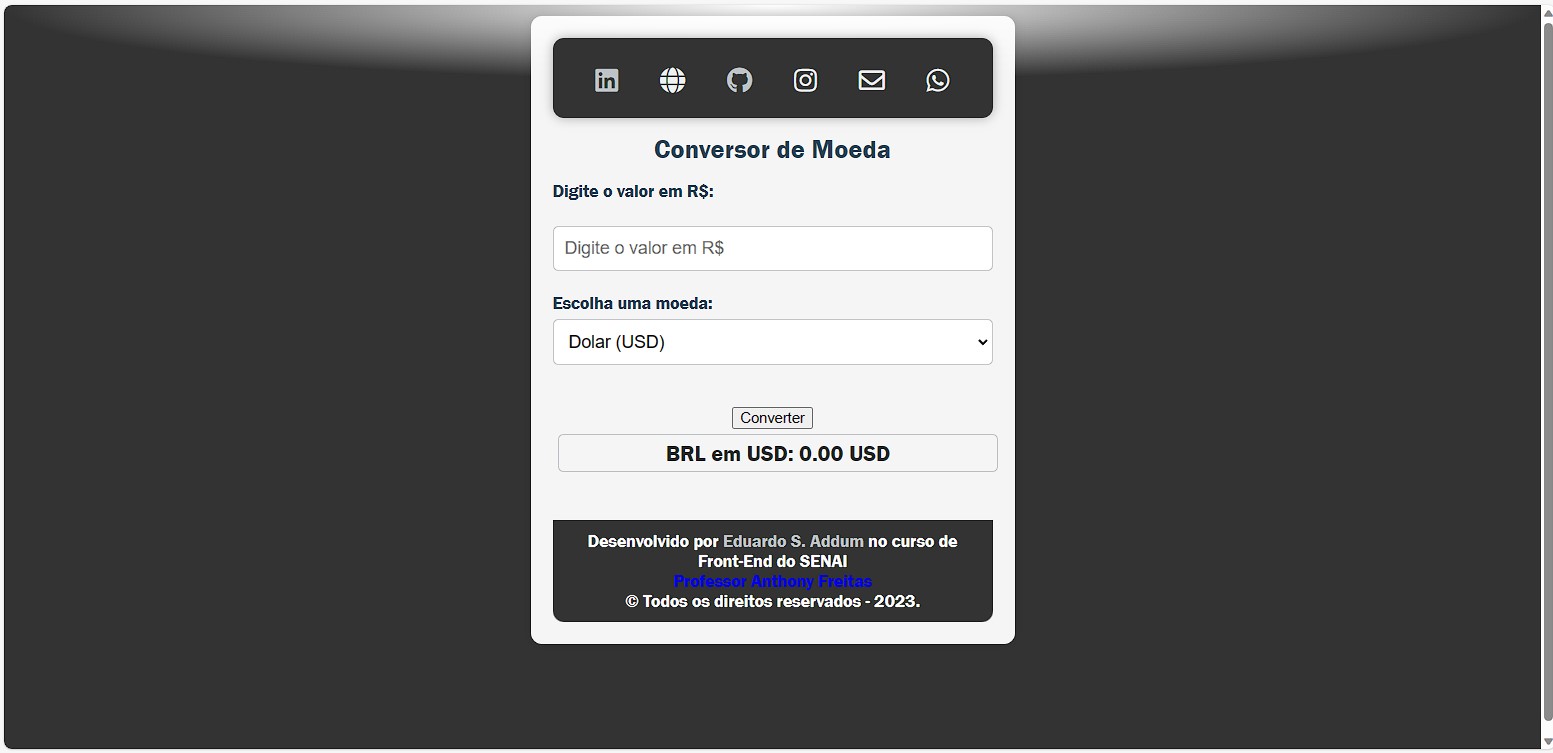 in
Conversor de Moeda
Digite o valor em R$:
Digite o valor em R$
Escolha uma moeda:
Dolar (USD)
Converter
BRL em USD: 0.00 USD
Desenvolvido por Eduardo S. Addum no curso de
Front-End do SENAI
Professor Anthony Freitas
© Todos os direitos reservados - 2023.